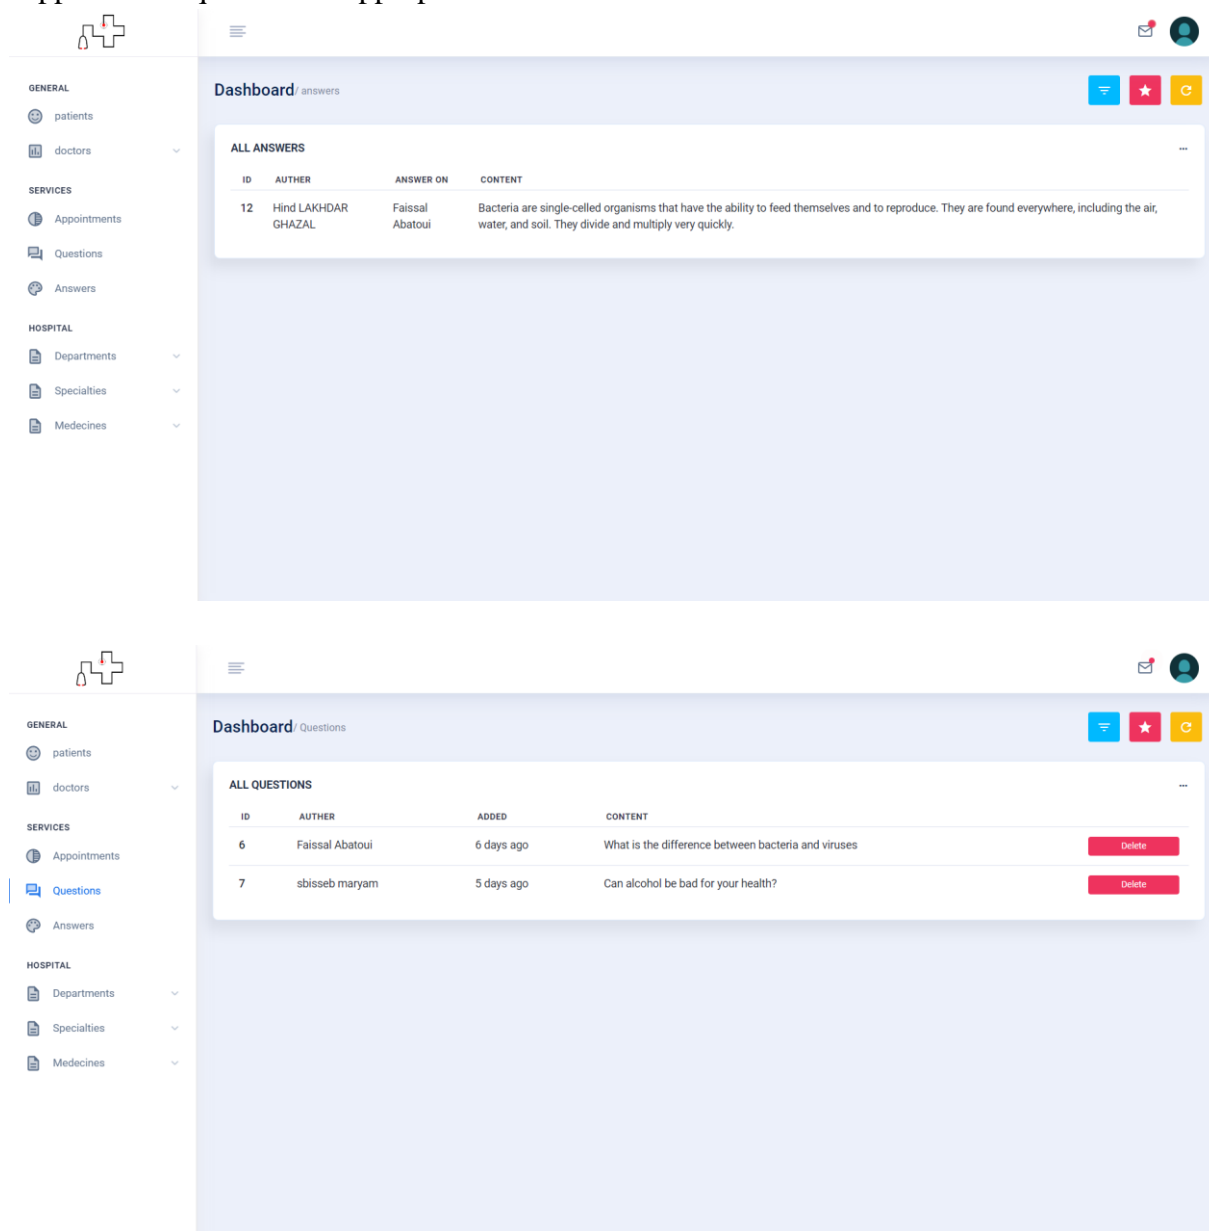 GENERAL
patients
doctors
SERVICES
Appointments
Questions
Answers
HOSPITAL
Departments
Specialties
Medecines
Dashboard/ answers
ALL ANSWERS
ID AUTHER ANSWER ON CONTENT
12 Hind LAKHDAR GHAZAL Faissal Abatoui Bacteria are single-celled organisms that have the ability to feed themselves and to reproduce. They are found everywhere, including the air,
water, and soil. They divide and multiply very quickly.
GENERAL
patients
doctors
SERVICES
Appointments
Questions
Answers
HOSPITAL
Departments
Specialties
Medecines
Dashboard/ Questions
ALL QUESTIONS
ID AUTHER ADDED CONTENT
6 Faissal Abatoui 6 days ago What is the difference between bacteria and viruses Delete
7 sbisseb maryam 5 days ago Can alcohol be bad for your health? Delete